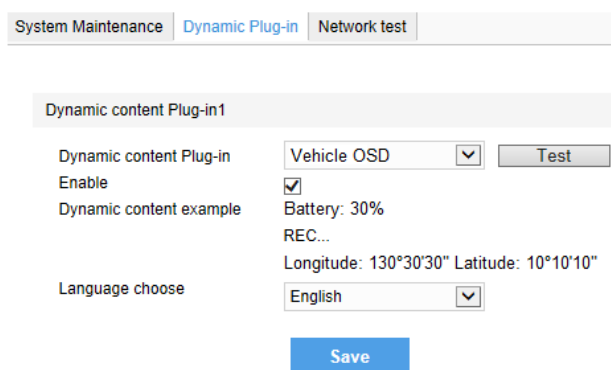 System Maintenance Dynamic Plug-in Network test
Dynamic content Plug-in1
Dynamic content Plug-in Vehicle OSD Test
Enable
Dynamic content example Battery: 30%
REC...
Longitude: 130°30'30" Latitude: 10°10'10"
Language choose English
Save